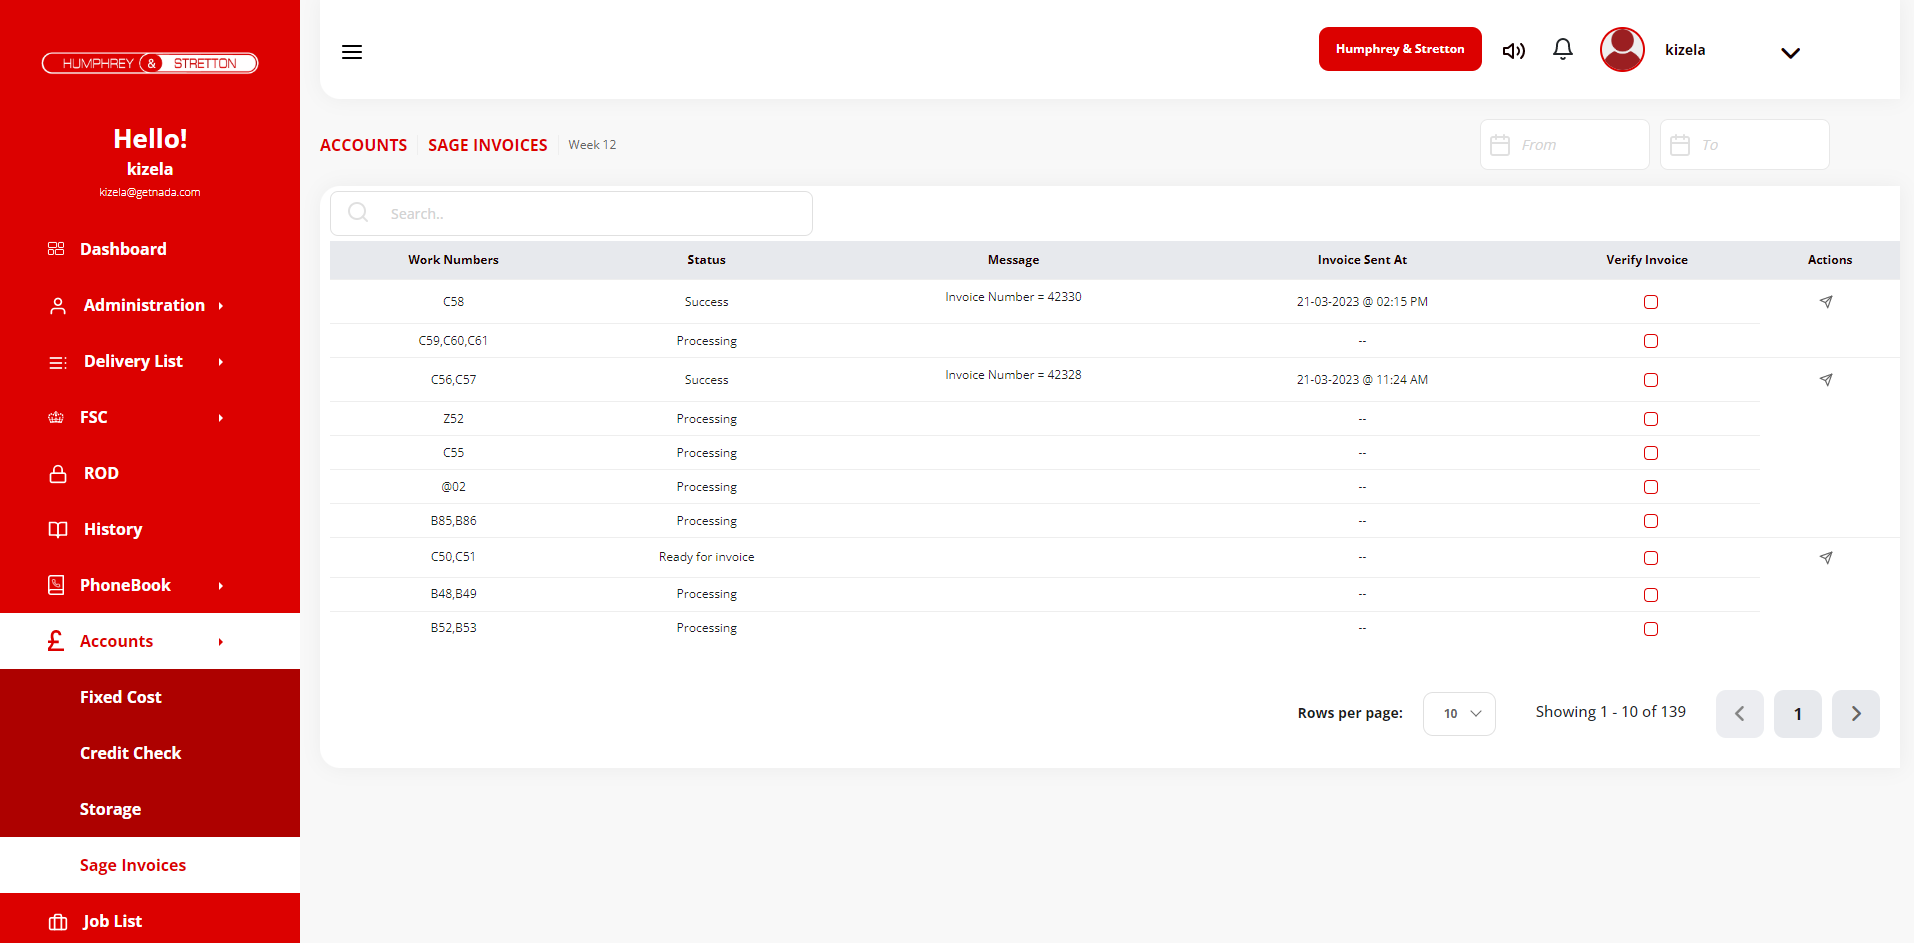 HUMPHREY & STRETTON
Hello!
kizela
kizela@getnada.com
Dashboard
Administration
Delivery List
FSC
ROD
History
PhoneBook
Accounts
Fixed Cost
Credit Check
Storage
Sage Invoices
Job List
Humphrey & Stretton
kizela
ACCOUNTS SAGE INVOICES Week 12
From To
Search..
Work Numbers Status Message Invoice Sent At Verify Invoice Actions
C58 Success Invoice Number = 42330 21-03-2023 @ 02:15 PM
C59,C60,C61 Processing --
C56,C57 Success Invoice Number = 42328 21-03-2023 @ 11:24 AM
Z52 Processing --
C55 Processing --
@02 Processing --
B85,B86 Processing --
C50,C51 Ready for invoice --
B48,B49 Processing --
B52,B53 Processing --
Rows per page: 10 Showing 1 - 10 of 139 1